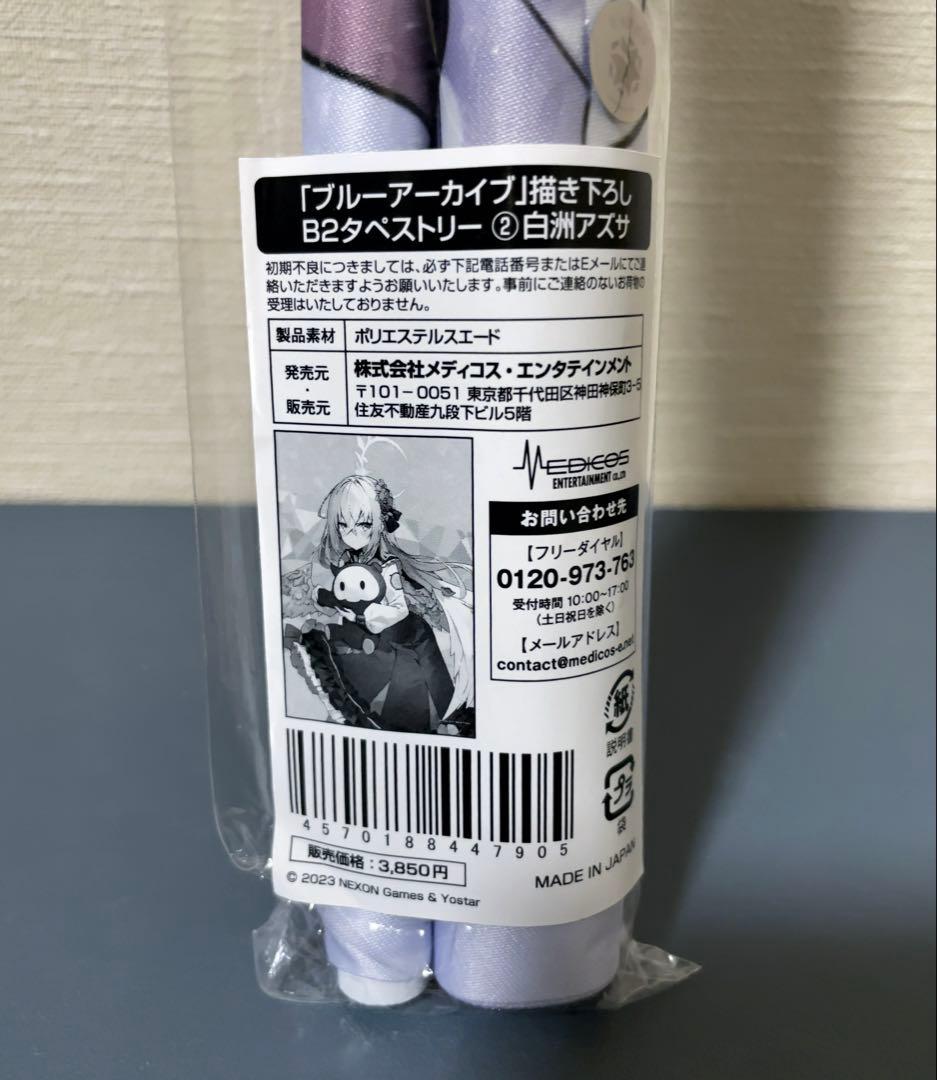 「ブルーアーカイブ」描き下ろし
B2タペストリー ②白洲アズサ
初期不良につきましては、必ず下記電話番号またはEメールにてご連
絡いただきますようお願いいたします。事前にご連絡のないお荷物の
受理はいたしておりません。
製品素材 ポリエステルスエード
発売元・販売元 株式会社メディコス・エンタテインメント
〒101-0051 東京都千代田区神田神保町3-5
住友不動産九段下ビル5階
MEDICOS
ENTERTAINMENT co.,ltd
お問い合わせ先
【フリーダイヤル】
0120-973-763
受付時間 10:00~17:00
(土日祝日を除く)
【メールアドレス】
contact@medicos-e.net
紙
説明書
プラ
袋
4570188447905
販売価格:3,850円
© 2023 NEXON Games & Yostar
MADE IN JAPAN